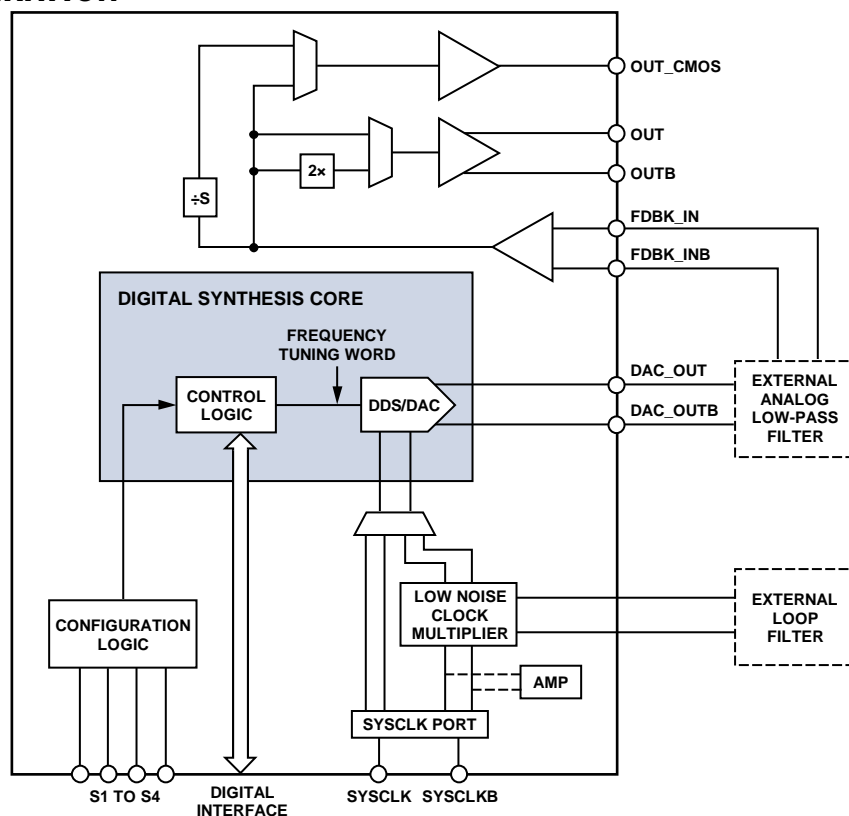 OUT_CMOS
OUT
2×
OUTB
÷S
FDBK_IN
FDBK_INB
DIGITAL SYNTHESIS CORE
FREQUENCY
TUNING WORD
DAC_OUT
CONTROL
LOGIC
DDS/DAC
DAC_OUTB
EXTERNAL
ANALOG
LOW-PASS
FILTER
LOW NOISE
CLOCK
MULTIPLIER
EXTERNAL
LOOP
FILTER
CONFIGURATION
LOGIC
AMP
SYSCLK PORT
S1 TO S4
DIGITAL
INTERFACE
SYSCLK
SYSCLKB